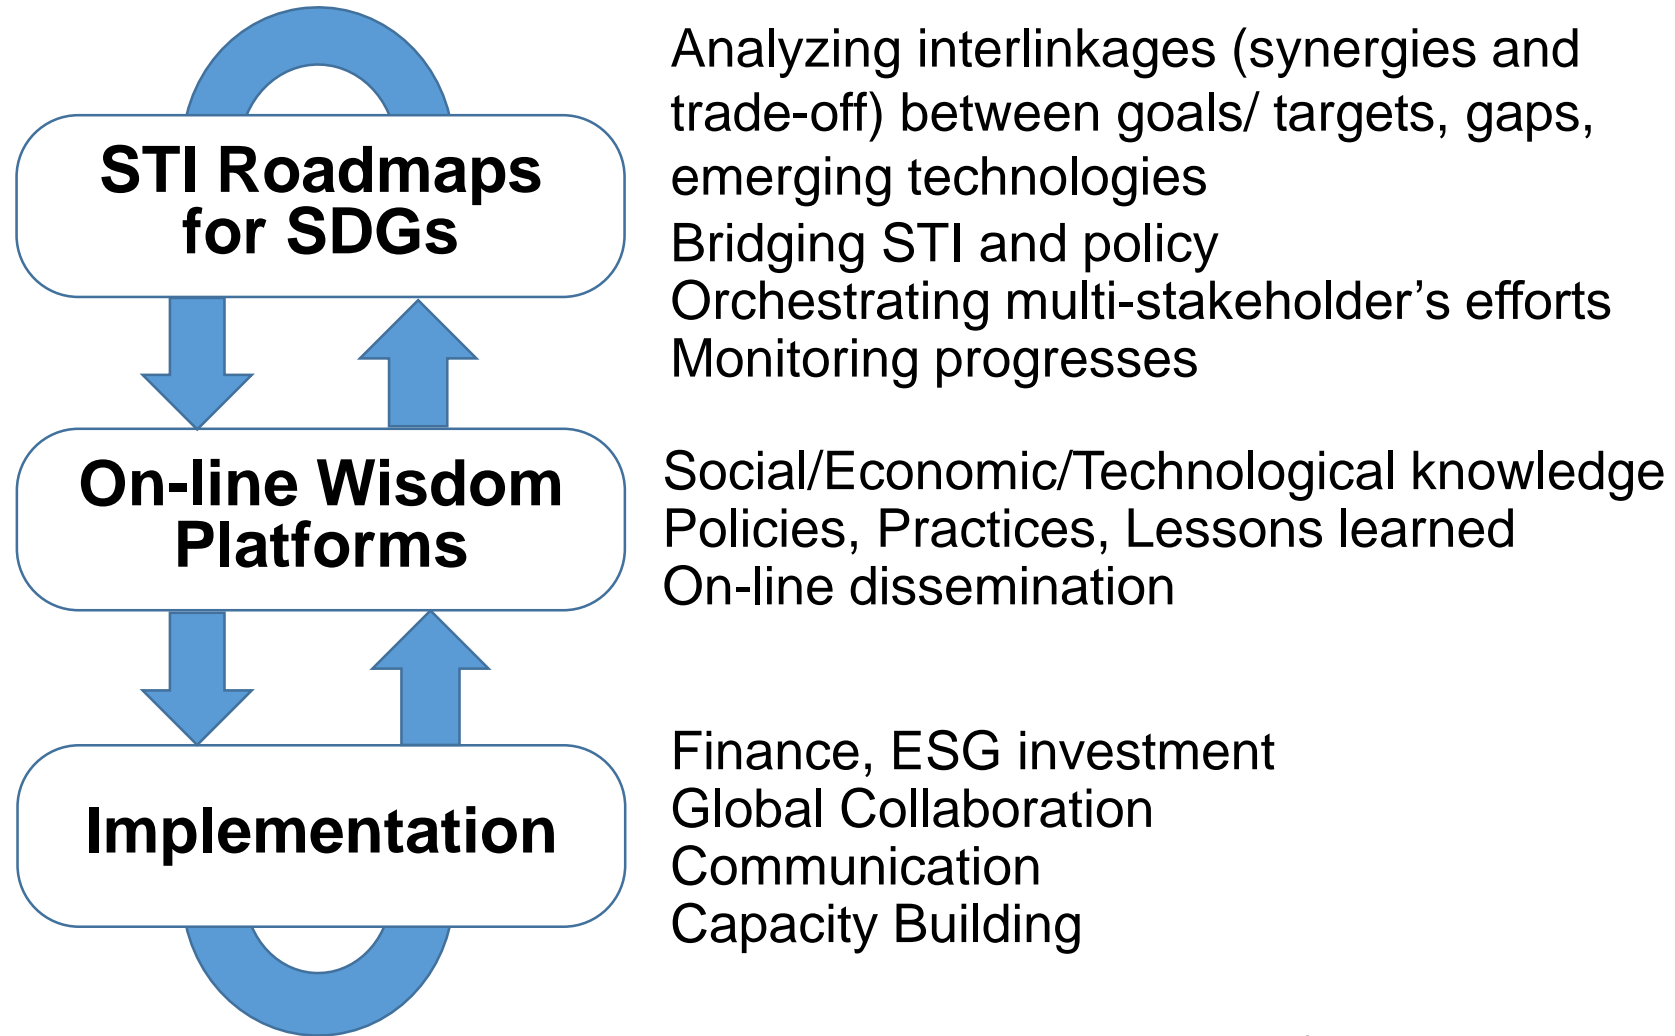 STI Roadmaps
for SDGs
Analyzing interlinkages (synergies and
trade-off) between goals/ targets, gaps,
emerging technologies
Bridging STI and policy
Orchestrating multi-stakeholder’s efforts
Monitoring progresses
On-line Wisdom
Platforms
Social/Economic/Technological knowledge
Policies, Practices, Lessons learned
On-line dissemination
Implementation
Finance, ESG investment
Global Collaboration
Communication
Capacity Building